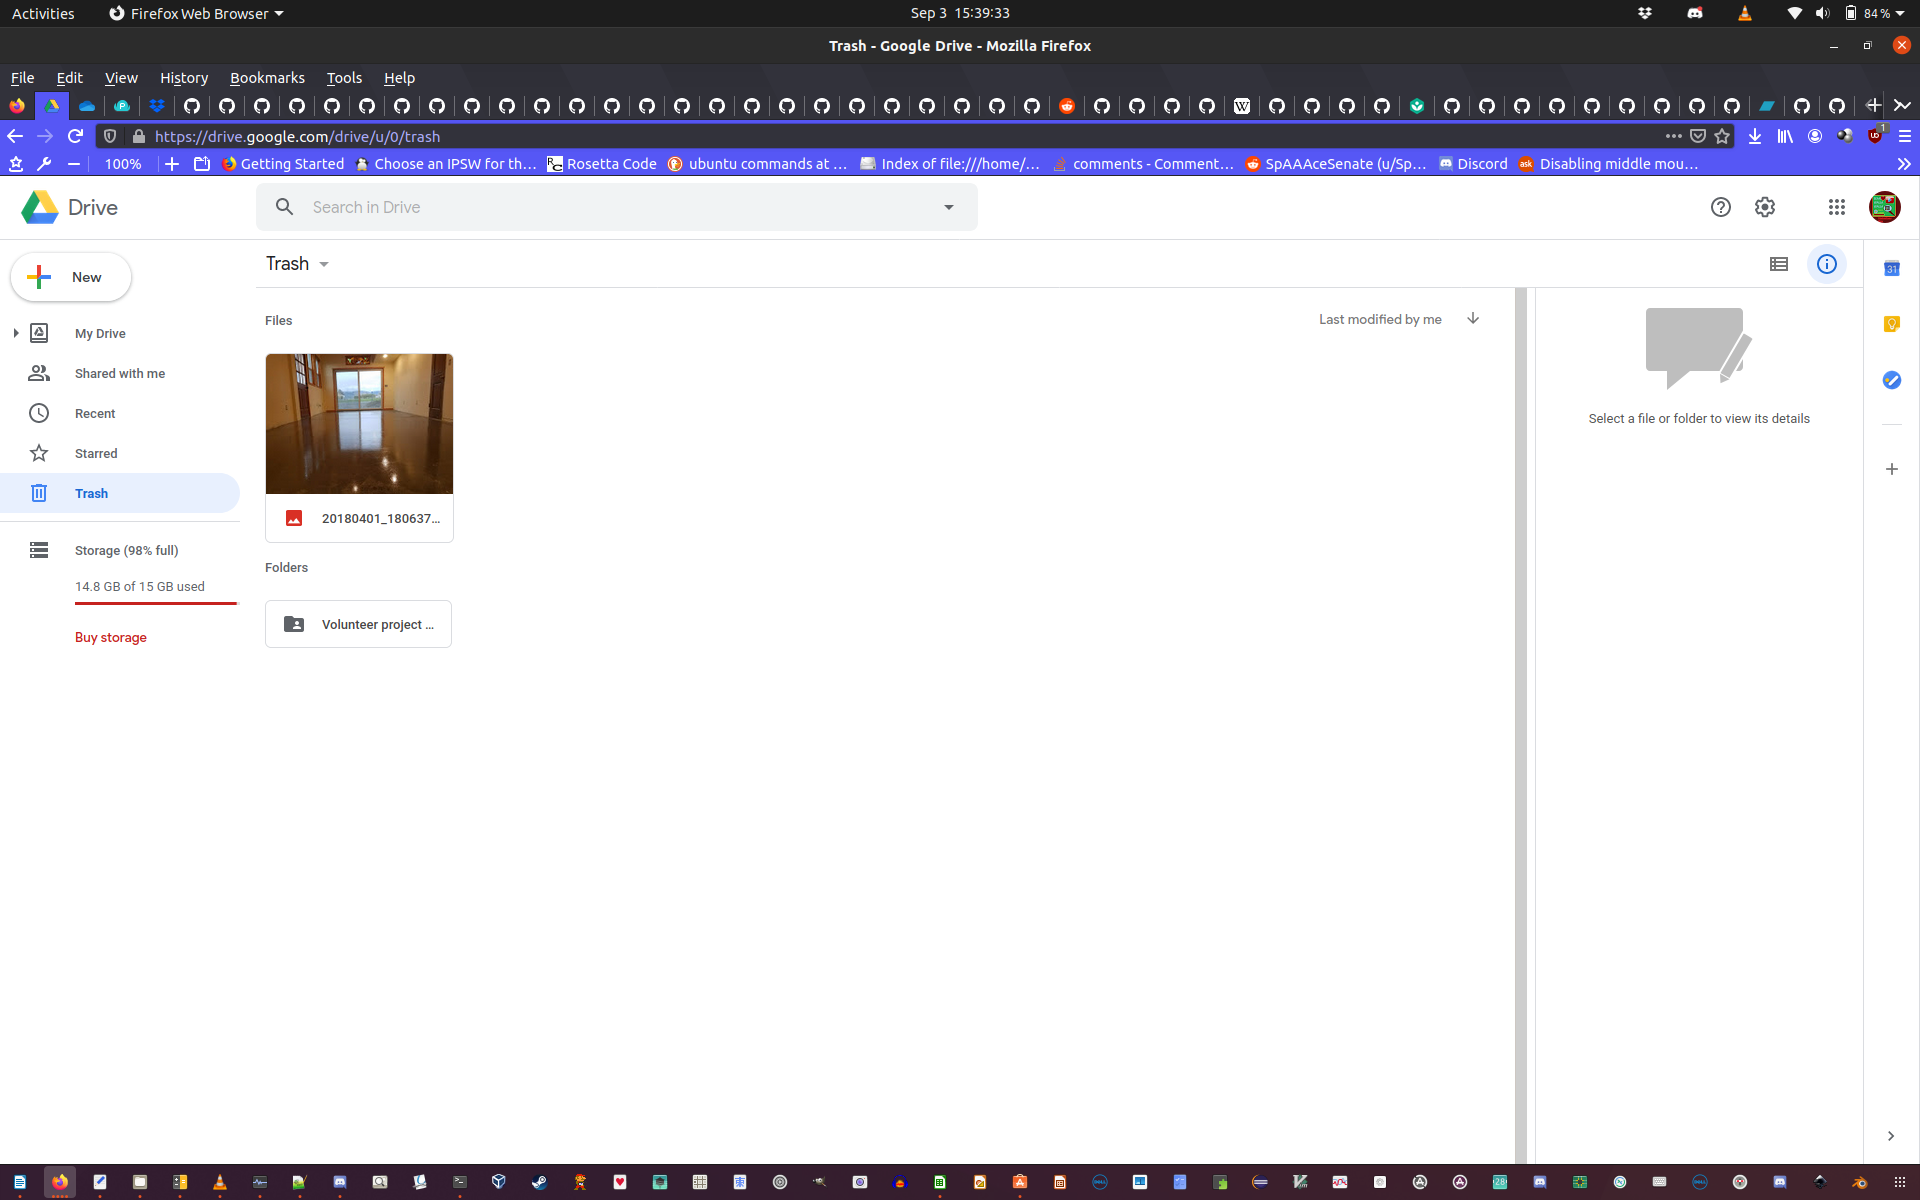 Activities Firefox Web Browser Sep 3 15:39:33 84 %
Trash - Google Drive - Mozilla Firefox
File Edit View History Bookmarks Tools Help
https://drive.google.com/drive/u/0/trash 1
100% Getting Started Choose an IPSW for th… Rosetta Code ubuntu commands at … Index of file:///home/… comments - Comment… SpAAAceSenate (u/Sp… Discord Disabling middle mou…
Drive Search in Drive
New Trash
31
Files Last modified by me
My Drive
Shared with me
Recent
Select a file or folder to view its details
Starred
Trash
20180401_180637...
Storage (98% full)
Folders
14.8 GB of 15 GB used
Volunteer project ...
Buy storage